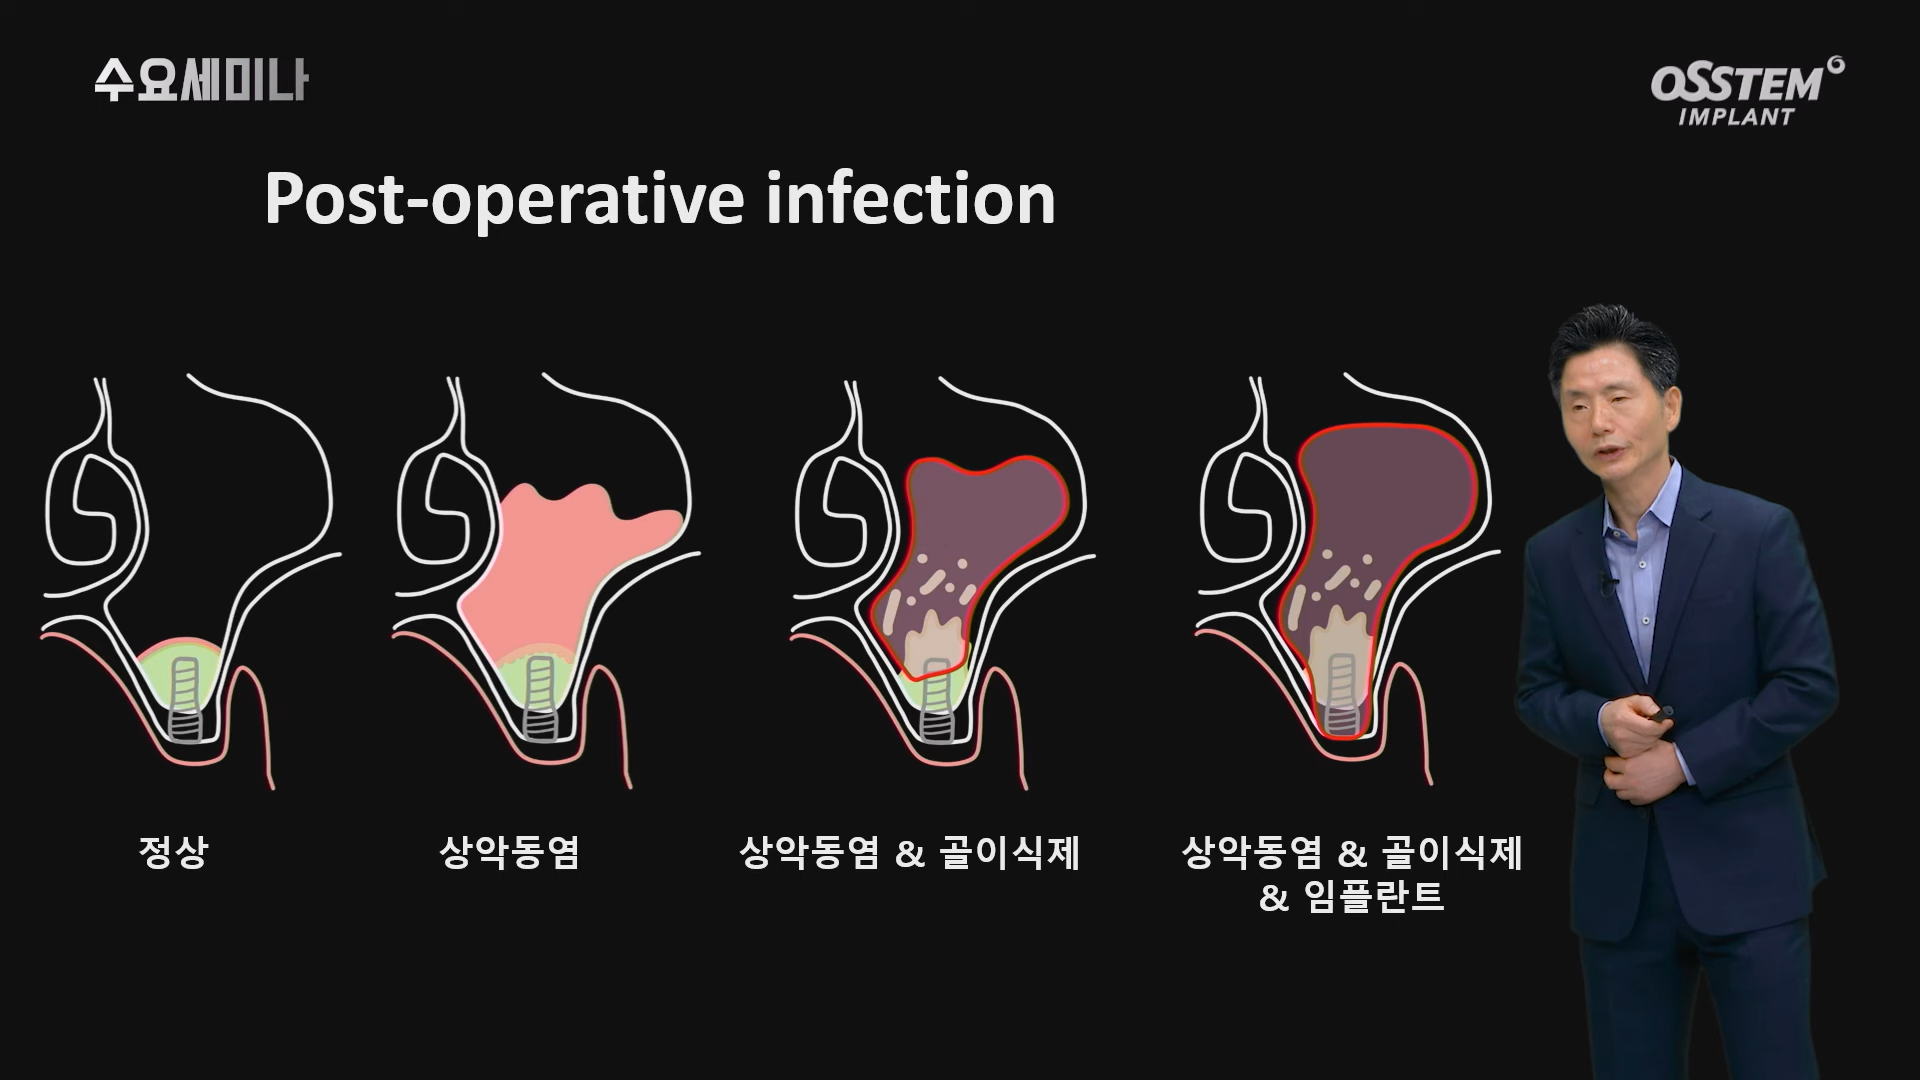 수요세미나
OSSTEM
IMPLANT
Post-operative infection
정상
상악동염
상악동염 & 골이식제
상악동염 & 골이식제
& 임플란트